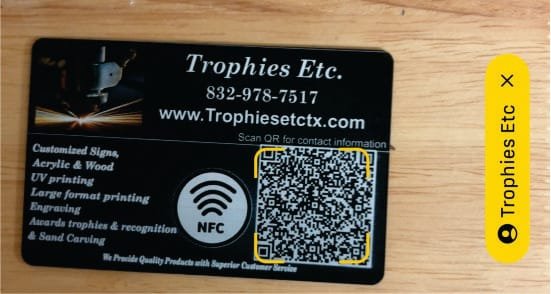 Trophies Etc.
832-978-7517
www.Trophiesetctx.com
Scan QR for contact information
Customized Signs,
Acrylic & Wood
UV printing
Large format printing
Engraving
Awards trophies & recognition
& Sand Carving
NFC
We Provide Quality Products with Superior Customer Service
Trophies Etc